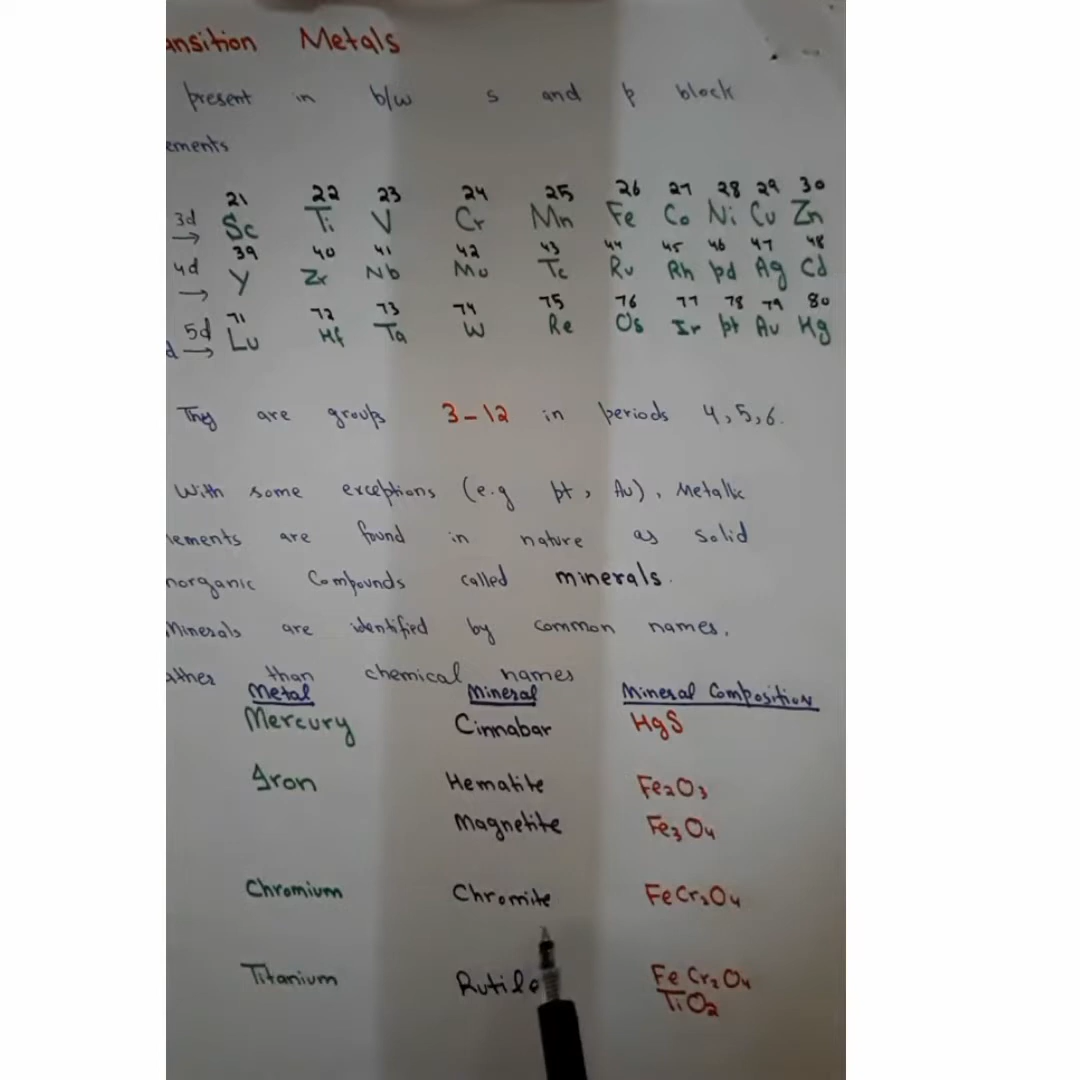 ansition Metals
present in b/w s and p block
ements
21 22 23 24 25 26 27 28 29 30
3d → Sc Ti V Cr Mn Fe Co Ni Cu Zn
39 40 41 42 43 44 45 46 47 48
4d → Y Zr Nb Mo Tc Ru Rh pd Ag Cd
71 72 73 74 75 76 77 78 79 80
5d → Lu Hf Ta W Re Os Ir pt Au Hg
They are groups 3-12 in periods 4,5,6.
With some exceptions (e.g pt, Au), Metallic
lements are found in nature as solid
norganic Compounds called minerals.
Minerals are identified by common names.
ather than chemical names
Metal Mineral Mineral Composition
Mercury Cinnabar HgS
Iron Hematite Fe₂O₃
Magnetite Fe₃O₄
Chromium Chromite FeCr₂O₄
Titanium Rutile FeCr₂O₄
TiO₂